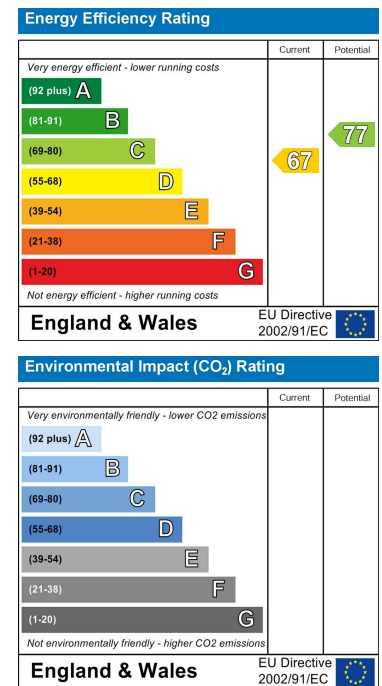 Energy Efficiency Rating
Current Potential
Very energy efficient - lower running costs
(92 plus) A
(81-91) B
(69-80) C
(55-68) D
(39-54) E
(21-38) F
(1-20) G
77
67
Not energy efficient - higher running costs
England & Wales
EU Directive
2002/91/EC
Environmental Impact (CO₂) Rating
Current Potential
Very environmentally friendly - lower CO2 emissions
(92 plus) A
(81-91) B
(69-80) C
(55-68) D
(39-54) E
(21-38) F
(1-20) G
Not environmentally friendly - higher CO2 emissions
England & Wales
EU Directive
2002/91/EC